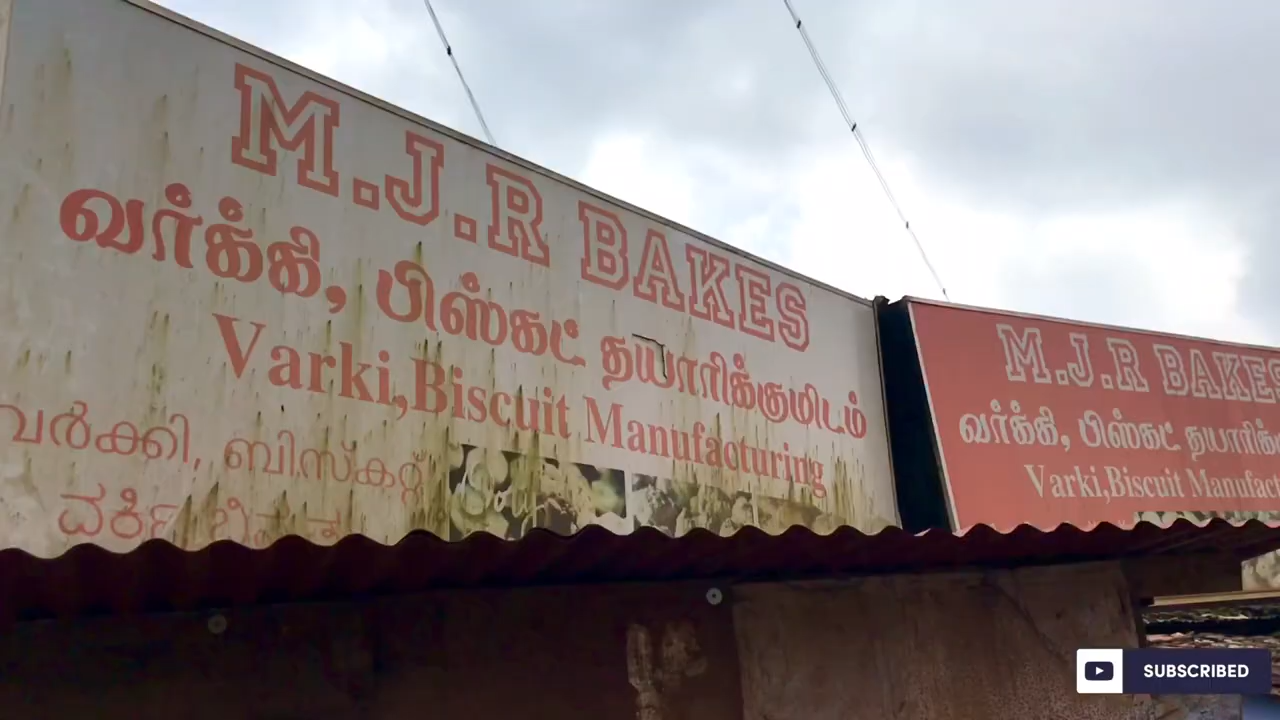 M.J.R BAKES
வர்க்கி, பிஸ்கட் தயாரிக்குமிடம்
Varki,Biscuit Manufacturing
വർക്കി, ബിസ്കറ്റ്
M.J.R BAKES
வர்க்கி, பிஸ்கட்
Varki,Biscuit
SUBSCRIBED